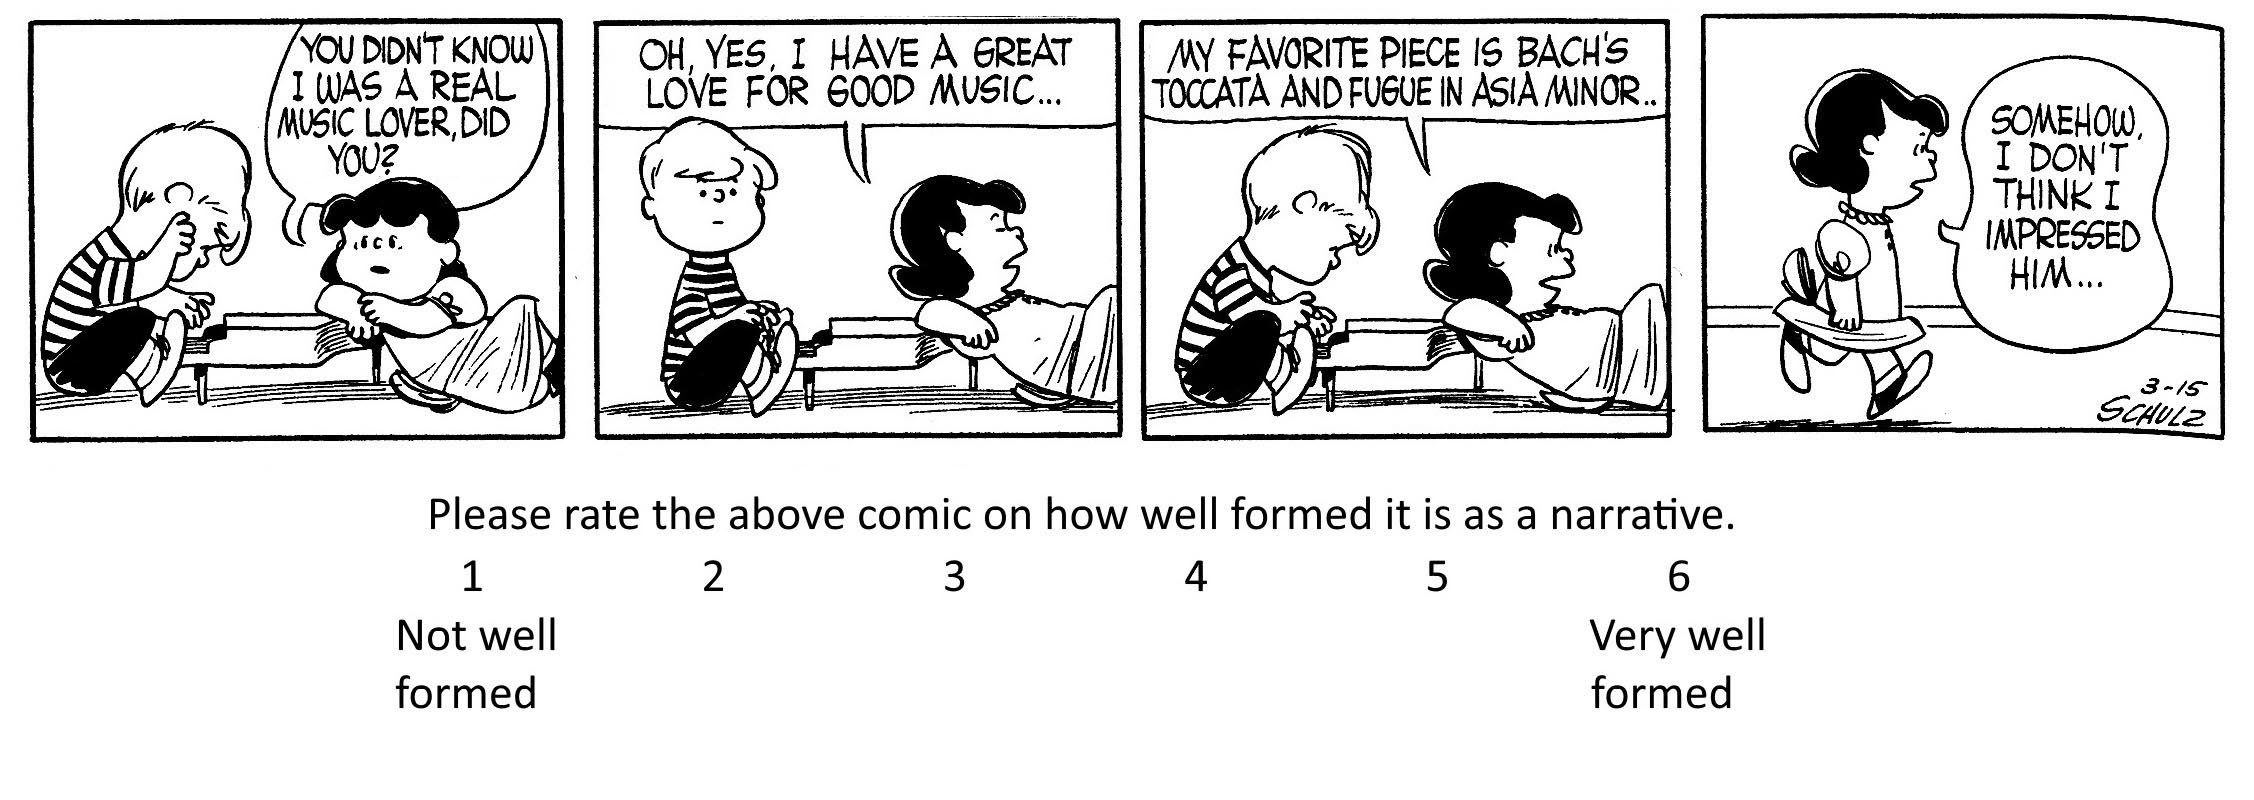 YOU DIDN'T KNOW
I WAS A REAL
MUSIC LOVER, DID
YOU?
OH, YES, I HAVE A GREAT
LOVE FOR GOOD MUSIC...
MY FAVORITE PIECE IS BACH'S
TOCCATA AND FUGUE IN ASIA MINOR..
SOMEHOW,
I DON'T
THINK I
IMPRESSED
HIM...
3-15
SCHULZ
Please rate the above comic on how well formed it is as a narrative.
1 2 3 4 5 6
Not well
formed
Very well
formed